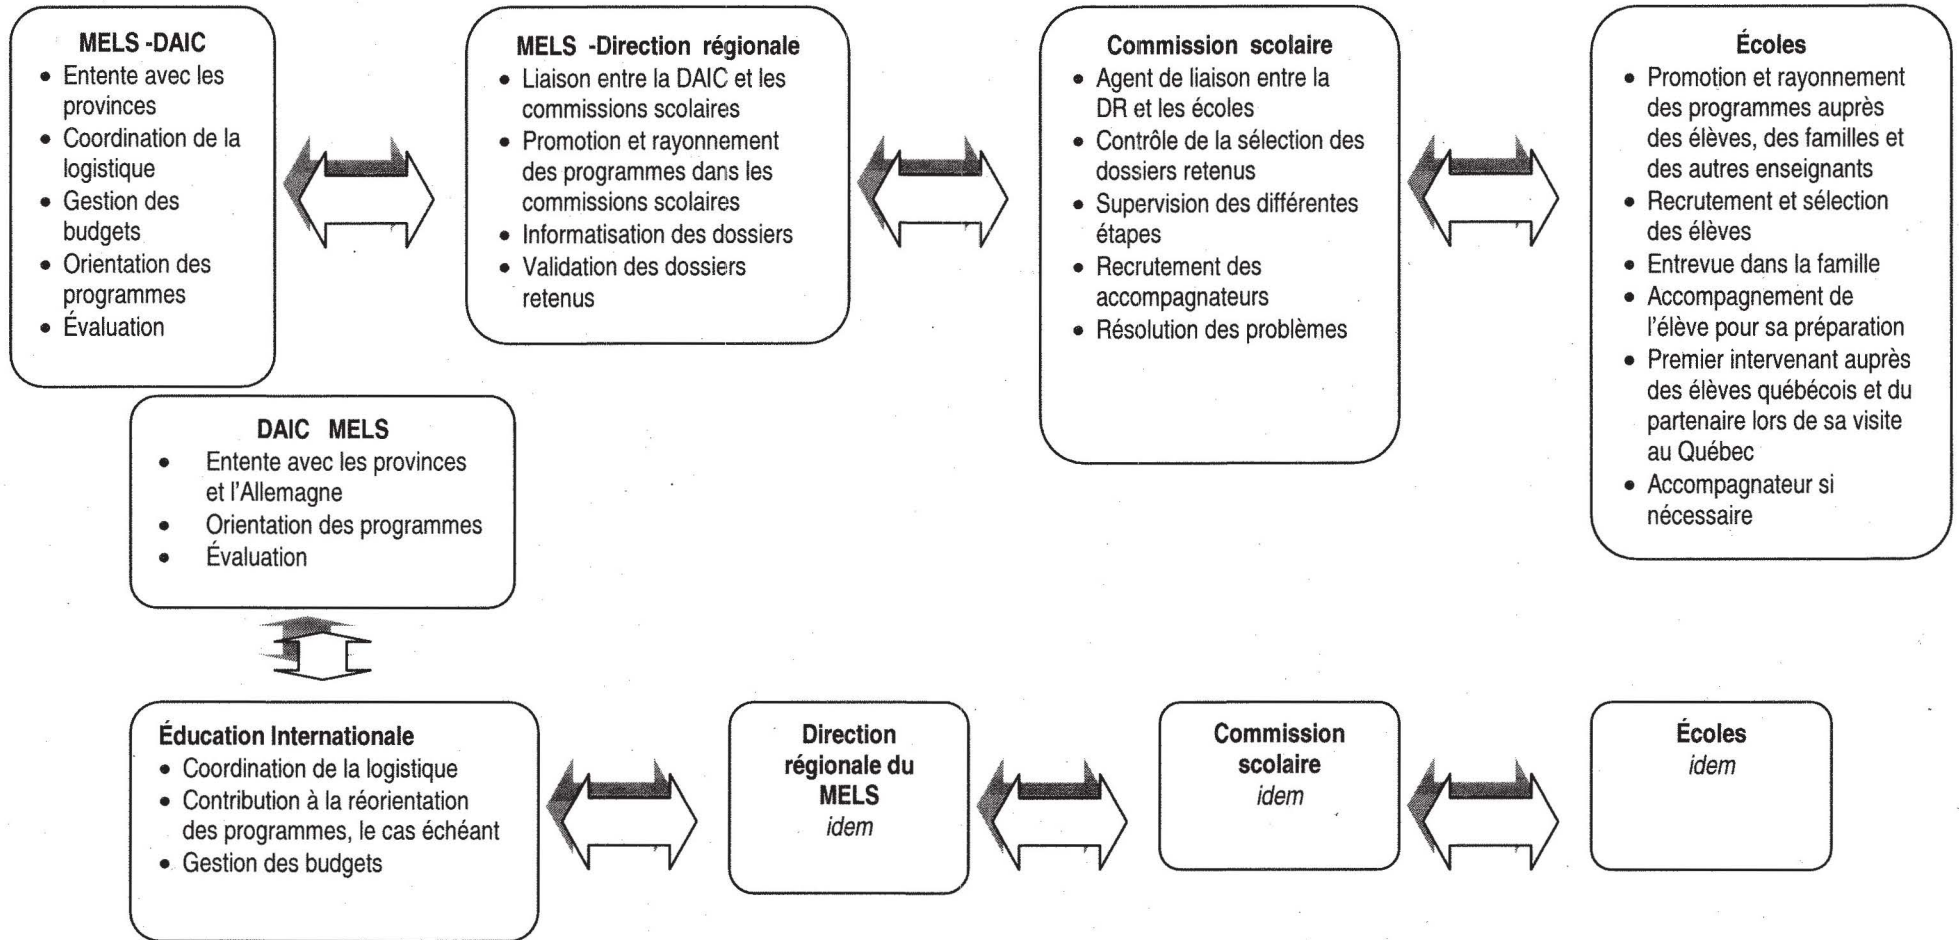 MELS -DAIC
• Entente avec les
provinces
• Coordination de la
logistique
• Gestion des
budgets
• Orientation des
programmes
• Évaluation
MELS -Direction régionale
• Liaison entre la DAIC et les
commissions scolaires
• Promotion et rayonnement
des programmes dans les
commissions scolaires
• Informatisation des dossiers
• Validation des dossiers
retenus
Commission scolaire
• Agent de liaison entre la
DR et les écoles
• Contrôle de la sélection des
dossiers retenus
• Supervision des différentes
étapes
• Recrutement des
accompagnateurs
• Résolution des problèmes
Écoles
• Promotion et rayonnement
des programmes auprès
des élèves, des familles et
des autres enseignants
• Recrutement et sélection
des élèves
• Entrevue dans la famille
• Accompagnement de
l'élève pour sa préparation
• Premier intervenant auprès
des élèves québécois et du
partenaire lors de sa visite
au Québec
• Accompagnateur si
nécessaire
DAIC MELS
• Entente avec les provinces
et l'Allemagne
• Orientation des programmes
• Évaluation
Éducation Internationale
• Coordination de la logistique
• Contribution à la réorientation
des programmes, le cas échéant
• Gestion des budgets
Direction
régionale du
MELS
idem
Commission
scolaire
idem
Écoles
idem